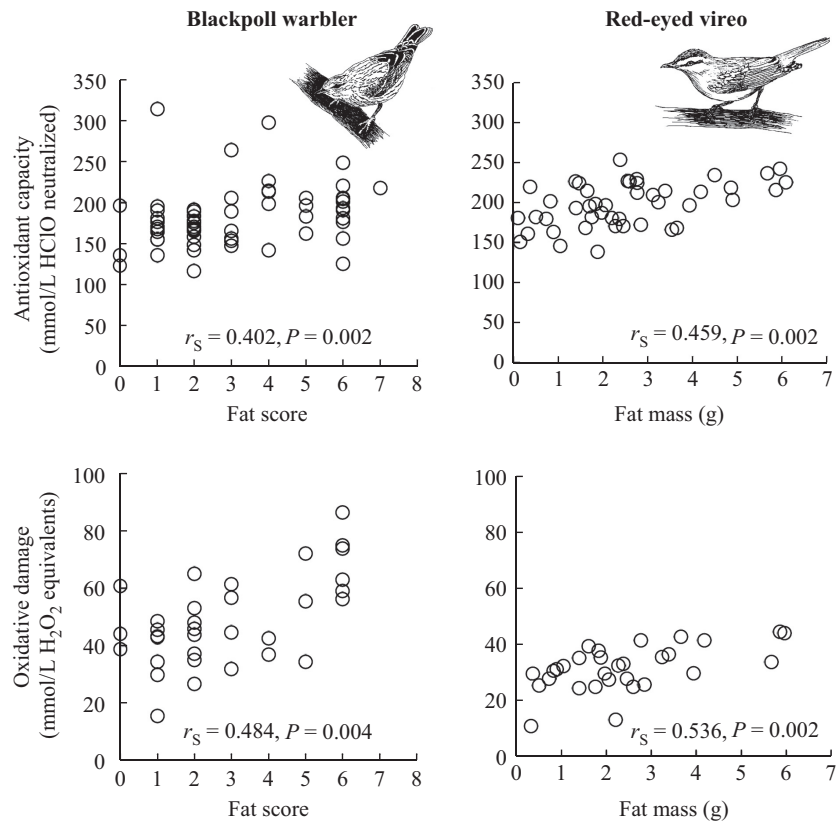 Blackpoll warbler
Red-eyed vireo
Antioxidant capacity
(mmol/L HClO neutralized)
350
300
250
200
150
100
50
0
r_S = 0.402, P = 0.002
0 1 2 3 4 5 6 7 8
Fat score
350
300
250
200
150
100
50
0
r_S = 0.459, P = 0.002
0 1 2 3 4 5 6 7
Fat mass (g)
Oxidative damage
(mmol/L H₂O₂ equivalents)
100
80
60
40
20
0
r_S = 0.484, P = 0.004
0 1 2 3 4 5 6 7 8
Fat score
100
80
60
40
20
0
r_S = 0.536, P = 0.002
0 1 2 3 4 5 6 7
Fat mass (g)